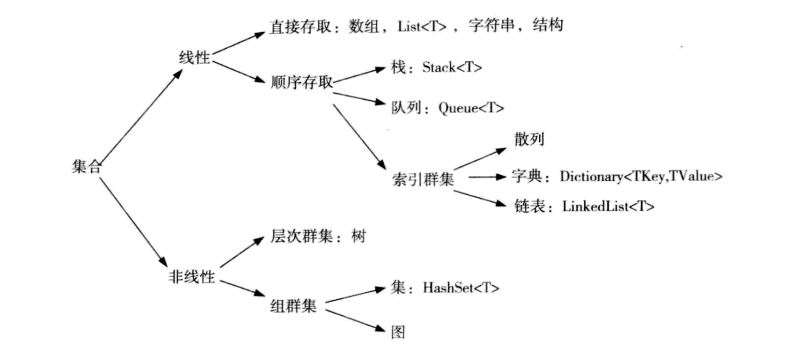 直接存取：数组，List<T>，字符串，结构
线性
栈：Stack<T>
顺序存取
队列：Queue<T>
散列
集合
索引群集
字典：Dictionary<TKey,TValue>
链表：LinkedList<T>
层次群集：树
非线性
集：HashSet<T>
组群集
图